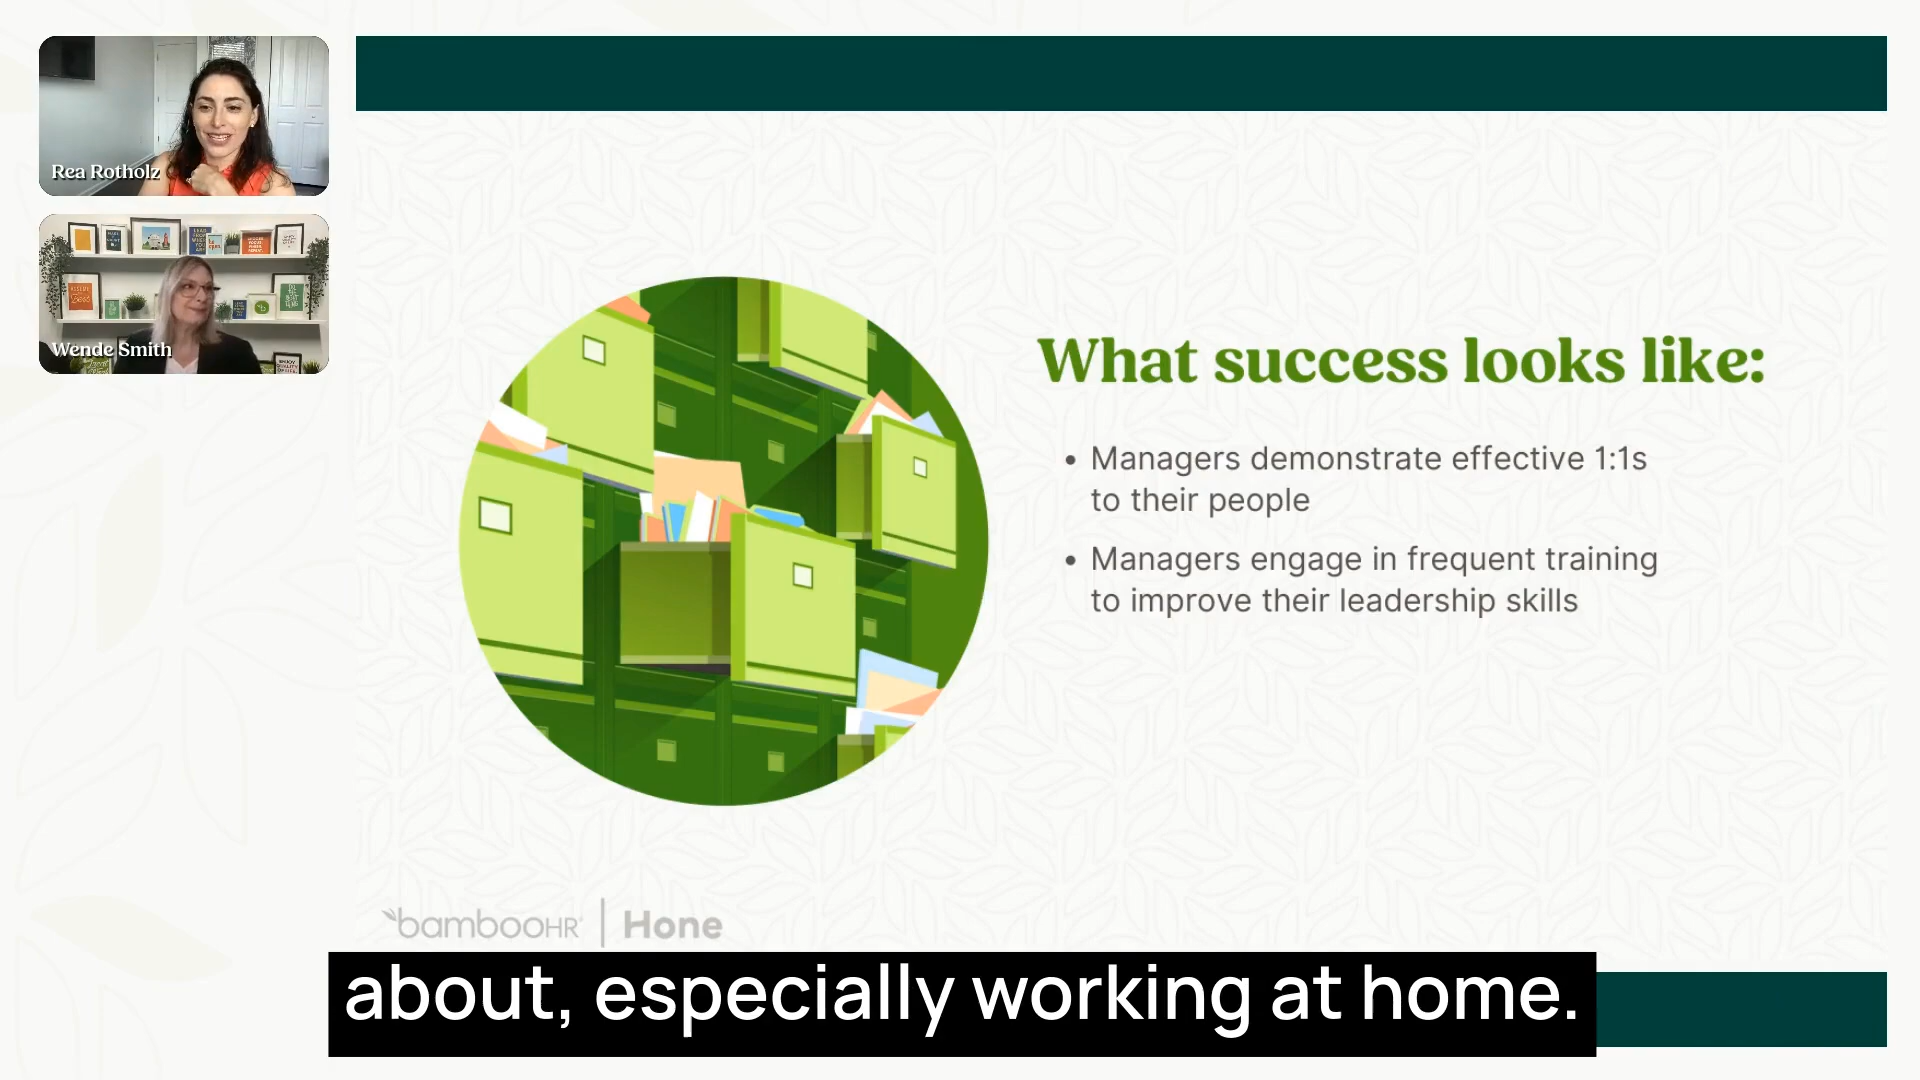 Rea Rotholz
Wende Smith
What success looks like:
• Managers demonstrate effective 1:1s
to their people
• Managers engage in frequent training
to improve their leadership skills
bambooHR | Hone
about, especially working at home.